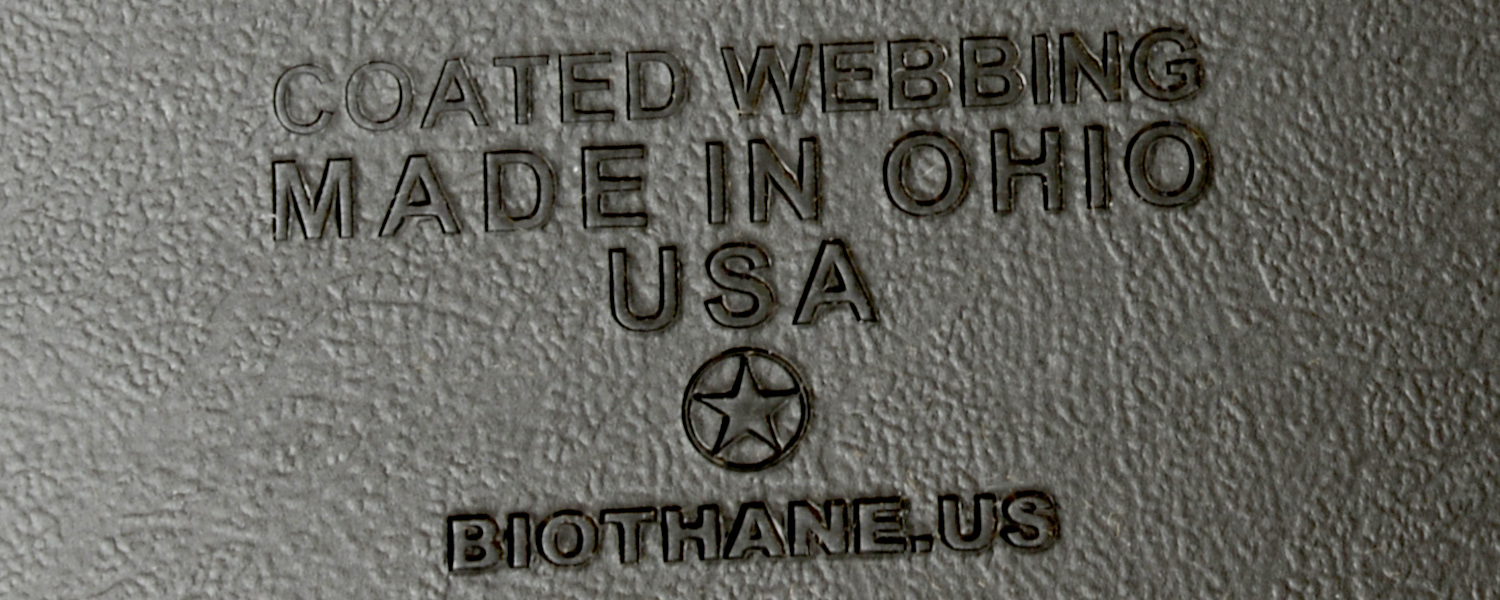 COATED WEBBING
MADE IN OHIO
USA
BIOTHANE.US